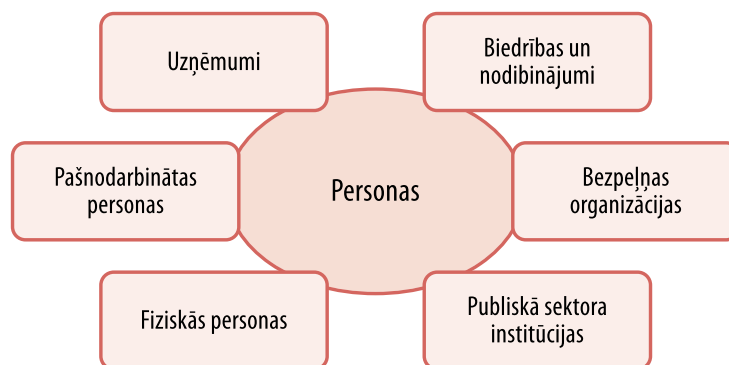 Uzņēmumi
Biedrības un
nodibinājumi
Pašnodarbinātas
personas
Personas
Bezpeļņas
organizācijas
Fiziskās personas
Publiskā sektora
institūcijas